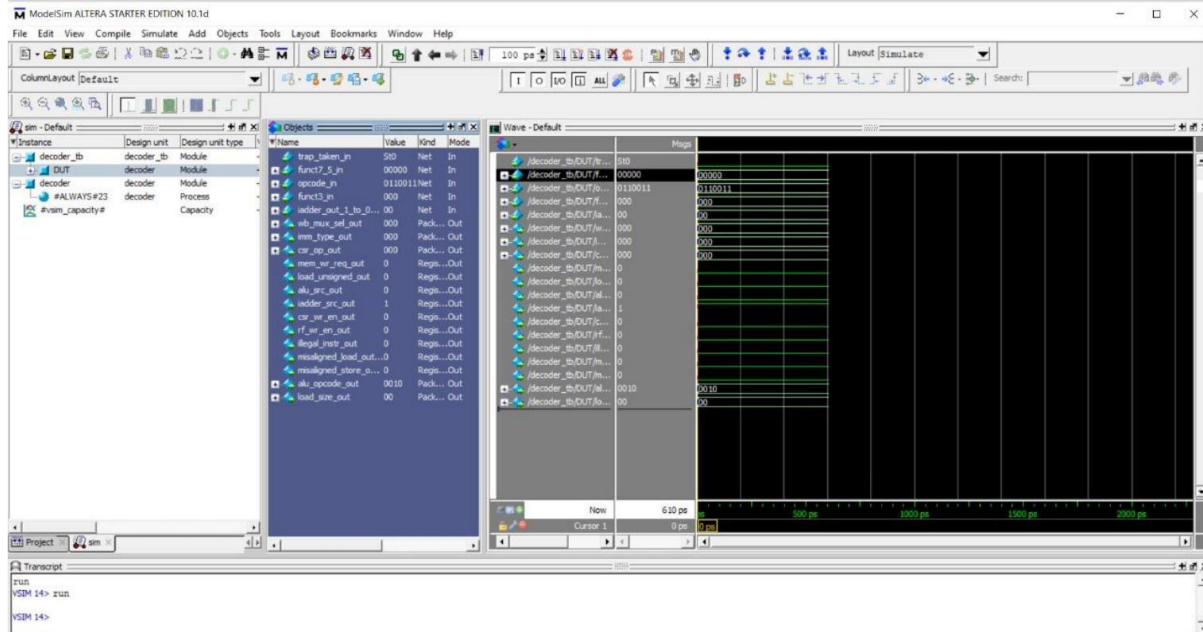 ModelSim ALTERA STARTER EDITION 10.1d
File Edit View Compile Simulate Add Objects Tools Layout Bookmarks Window Help
100 ps
Layout Simulate
ColumnLayout Default
Search:
sim - Default
Instance Design unit Design unit type
decoder_tb decoder_tb Module
DUT decoder Module
decoder decoder Module
#ALWAYS#23 decoder Process
#vsim_capacity# Capacity
Objects
Name Value Kind Mode
trap_taken_in St0 Net In
funct7_5_in 00000 Net In
opcode_in 0110011 Net In
funct3_in 000 Net In
iadder_out_1_to_0... 00 Net In
wb_mux_sel_out 000 Pack... Out
imm_type_out 000 Pack... Out
csr_op_out 000 Pack... Out
mem_wr_req_out 0 Regis... Out
load_unsigned_out 0 Regis... Out
alu_src_out 0 Regis... Out
iadder_src_out 1 Regis... Out
csr_wr_en_out 0 Regis... Out
rf_wr_en_out 0 Regis... Out
illegal_instr_out 0 Regis... Out
misaligned_load_out... 0 Regis... Out
misaligned_store_o... 0 Regis... Out
alu_opcode_out 0010 Pack... Out
load_size_out 00 Pack... Out
Wave - Default
Msgs
/decoder_tb/DUT/tr... St0
/decoder_tb/DUT/f... 00000 00000
/decoder_tb/DUT/o... 0110011 0110011
/decoder_tb/DUT/f... 000 000
/decoder_tb/DUT/ia... 00 00
/decoder_tb/DUT/w... 000 000
/decoder_tb/DUT/i... 000 000
/decoder_tb/DUT/c... 000 000
/decoder_tb/DUT/m... 0
/decoder_tb/DUT/lo... 0
/decoder_tb/DUT/al... 0
/decoder_tb/DUT/ia... 1
/decoder_tb/DUT/c... 0
/decoder_tb/DUT/rf... 0
/decoder_tb/DUT/ill... 0
/decoder_tb/DUT/m... 0
/decoder_tb/DUT/m... 0
/decoder_tb/DUT/al... 0010 0010
/decoder_tb/DUT/lo... 00 00
Now 610 ps 500 ps 1000 ps 1500 ps 2000 ps
Cursor 1 0 ps 0 ps
Project sim
Transcript
run
VSIM 14> run
VSIM 14>